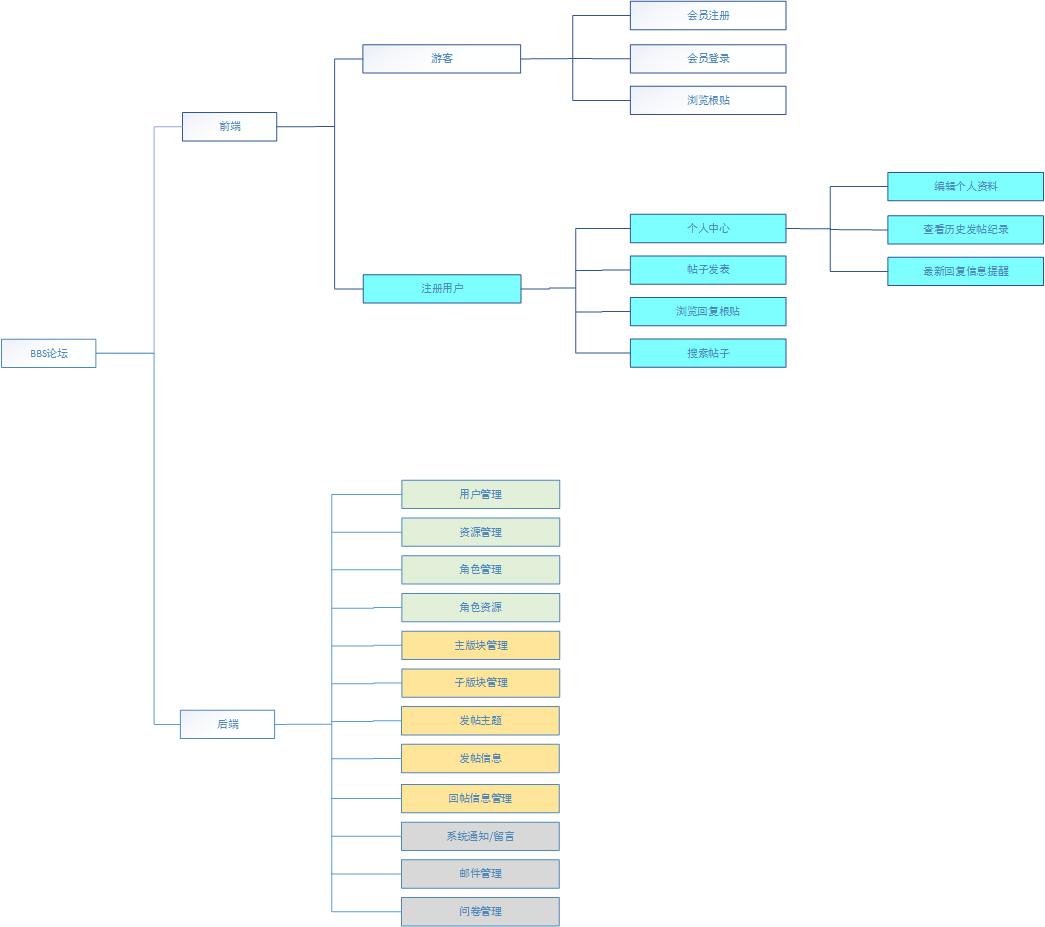 会员注册
游客
会员登录
浏览根贴
前端
编辑个人资料
个人中心
查看历史发帖纪录
帖子发表
最新回复信息提醒
注册用户
浏览回复根贴
BBS论坛
搜索帖子
用户管理
资源管理
角色管理
角色资源
主版块管理
子版块管理
后端
发帖主题
发帖信息
回帖信息管理
系统通知/留言
邮件管理
问卷管理